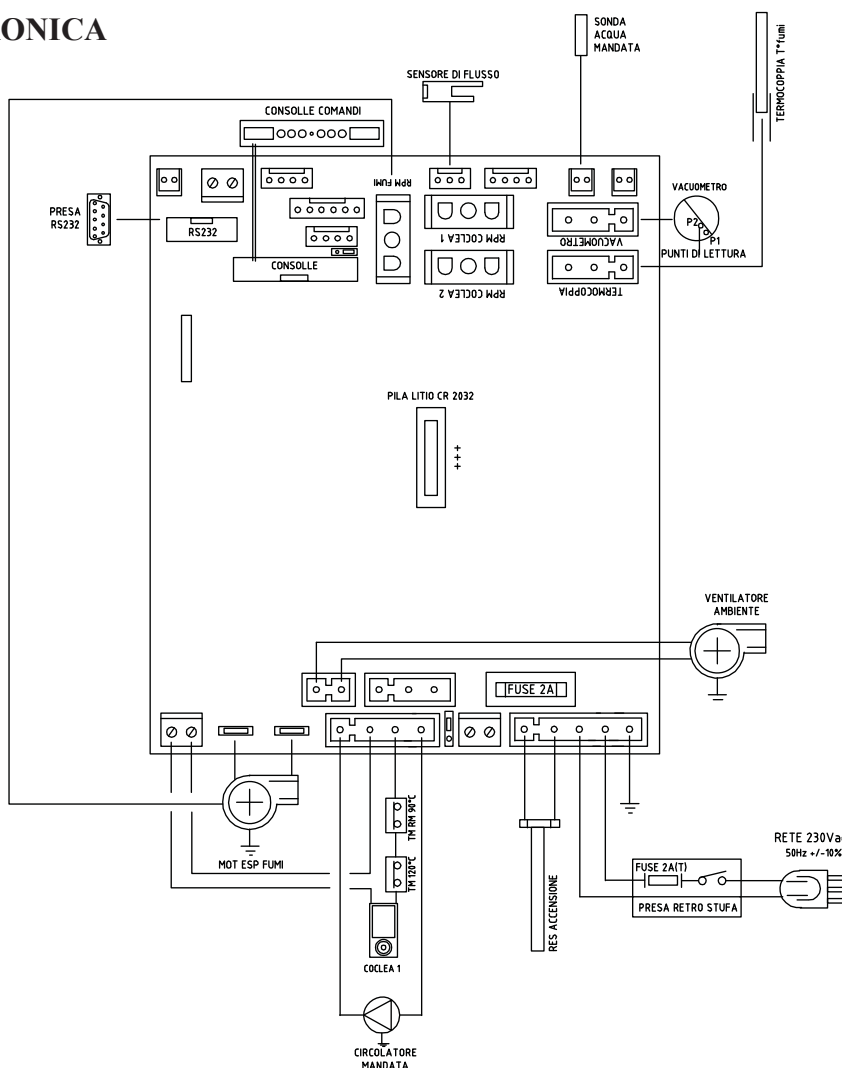 ONICA
SONDA
ACQUA
MANDATA
TERMOCOPPIA T°fumi
SENSORE DI FLUSSO
CONSOLLE COMANDI
RPM FUMI
VACUOMETRO
PRESA
RS232
RS232
RPM COCLEA 1
VACUOMETRO
P2
P1
PUNTI DI LETTURA
CONSOLLE
RPM COCLEA 2
TERMOCOPPIA
PILA LITIO CR 2032
+++
VENTILATORE
AMBIENTE
FUSE 2A
TM RM 90°C
RETE 230Va
50Hz +/-10%
MOT ESP FUMI
TM 120°C
FUSE 2A(T)
RES ACCENSIONE
PRESA RETRO STUFA
COCLEA 1
CIRCOLATORE
MANDATA